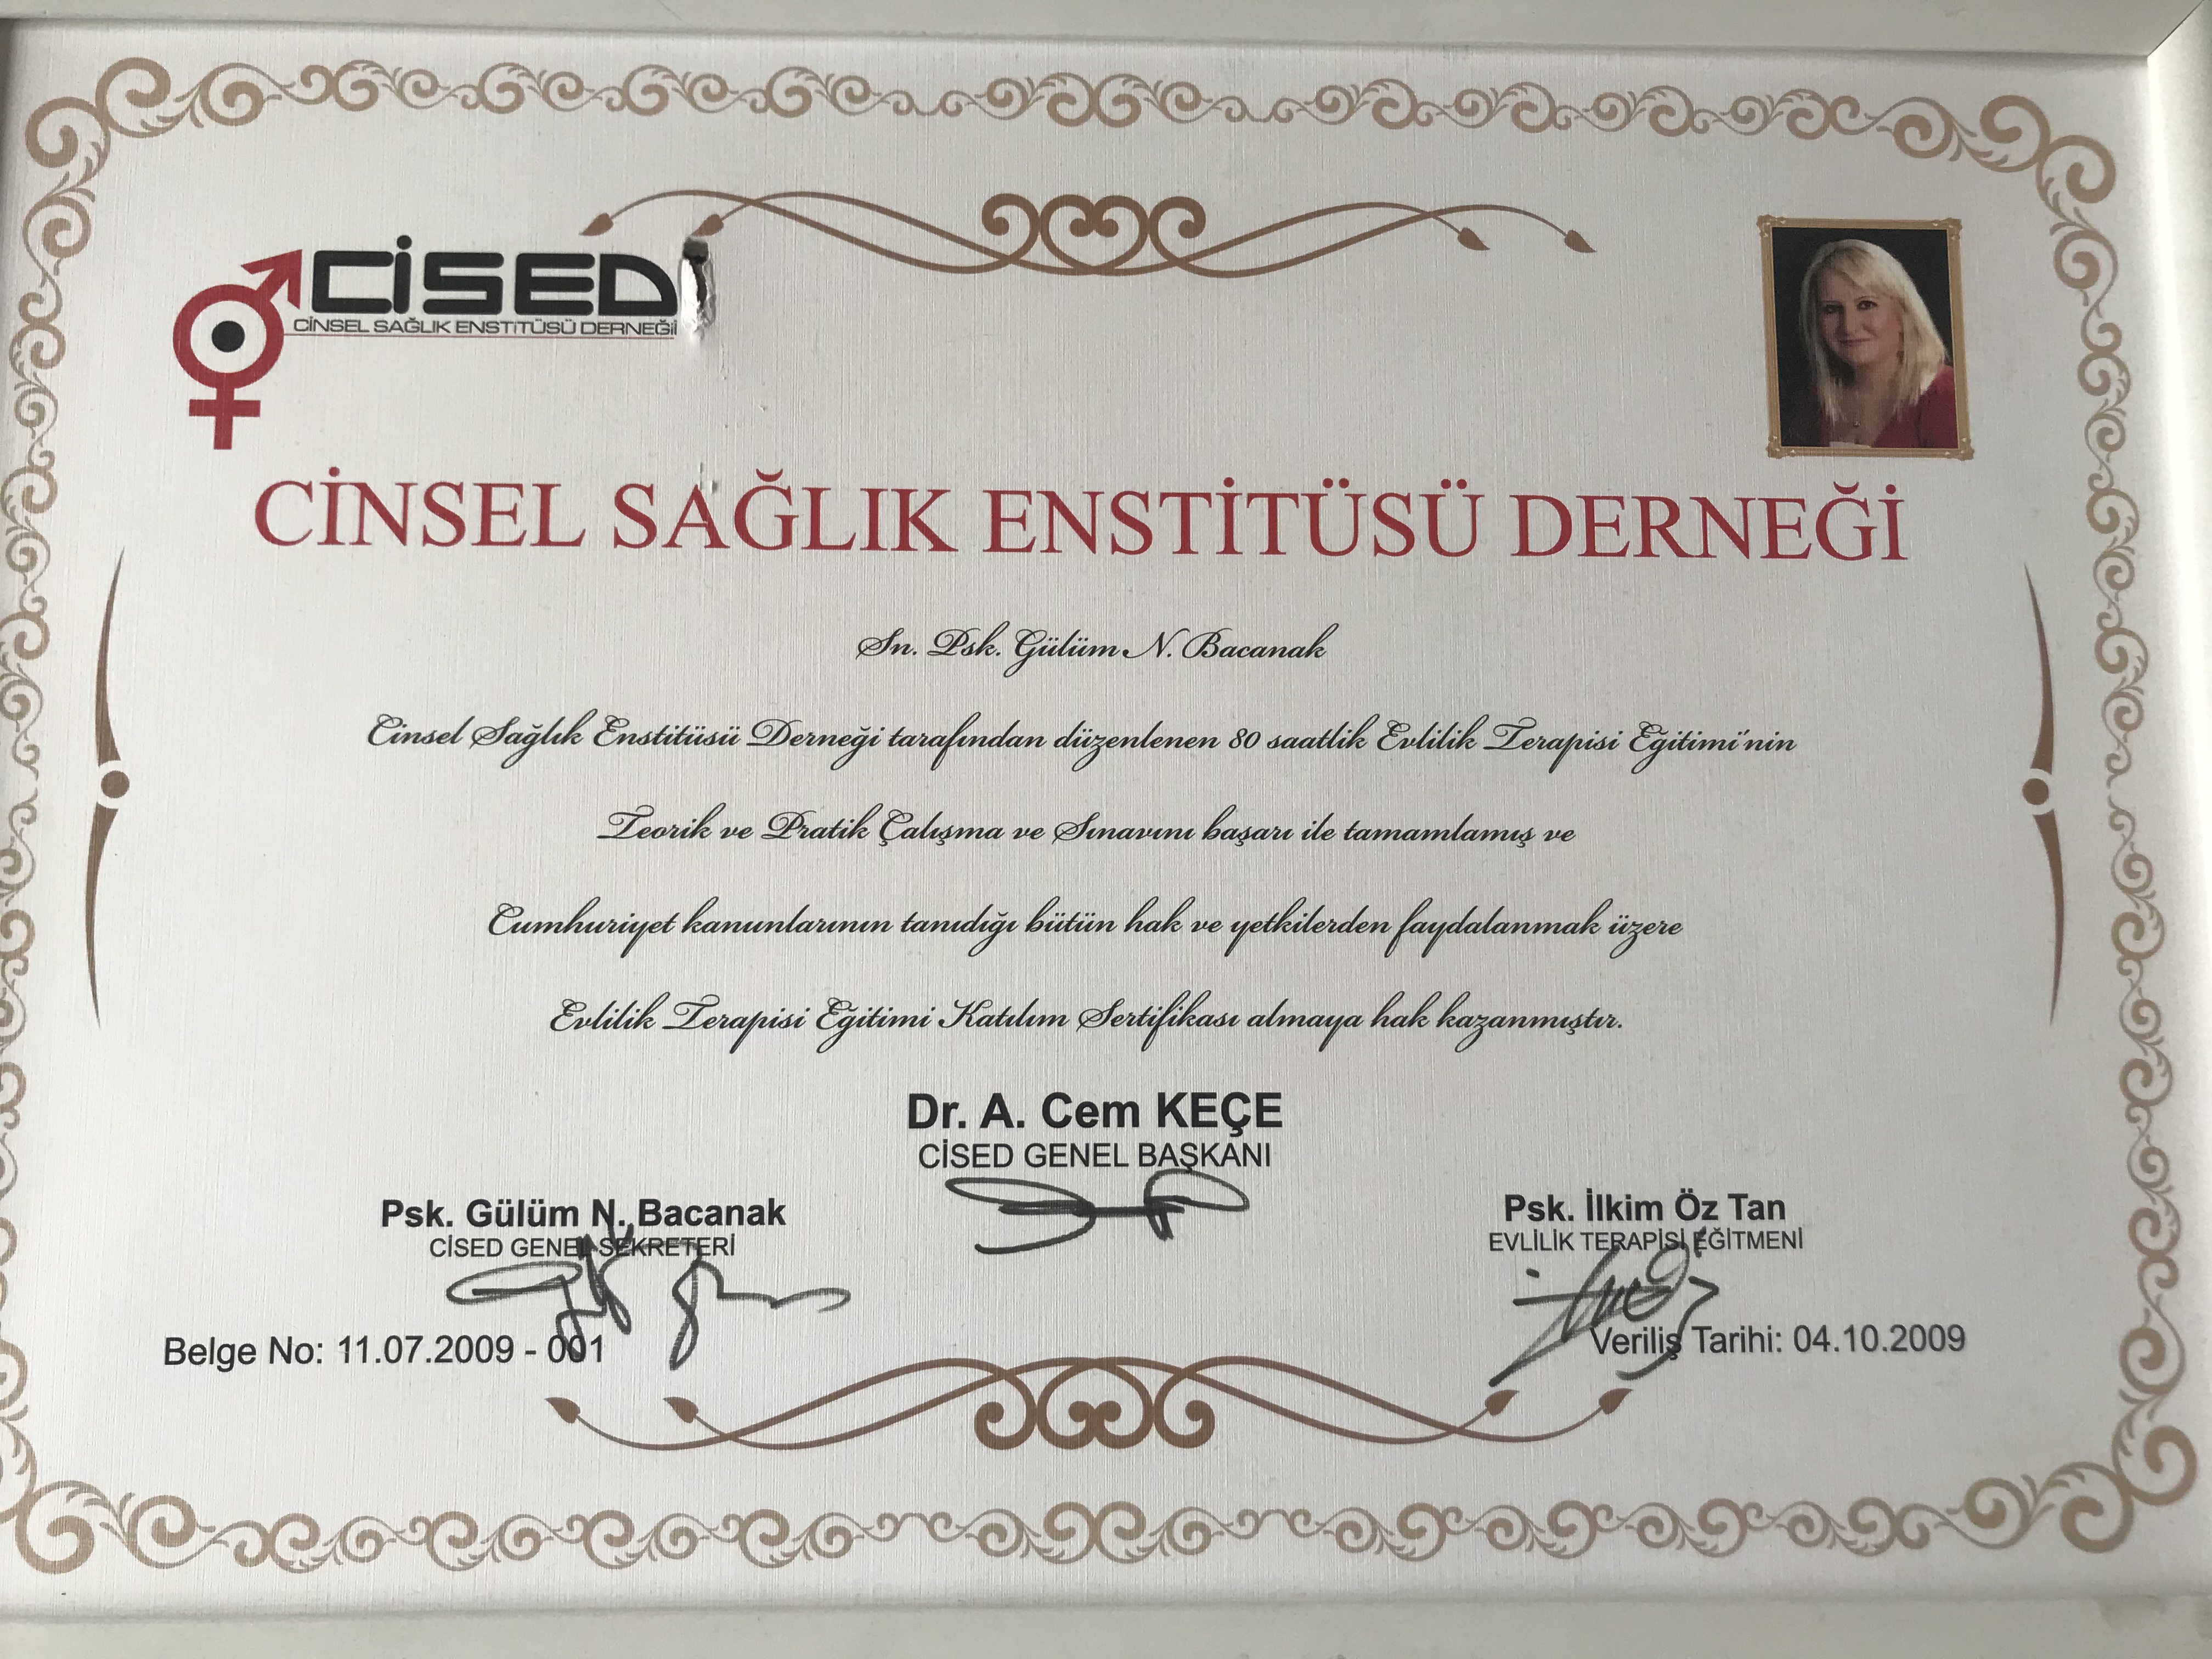 CİSED
CİNSEL SAĞLIK ENSTİTÜSÜ DERNEĞİ
CİNSEL SAĞLIK ENSTİTÜSÜ DERNEĞİ
Sn. Psk. Gülüm N. Bacanak
Cinsel Sağlık Enstitüsü Derneği tarafından düzenlenen 80 saatlik Evlilik Terapisi Eğitimi'nin
Teorik ve Pratik Çalışma ve Sınavını başarı ile tamamlamış ve
Cumhuriyet kanunlarının tanıdığı bütün hak ve yetkilerden faydalanmak üzere
Evlilik Terapisi Eğitimi Katılım Sertifikası almaya hak kazanmıştır.
Dr. A. Cem KEÇE
CİSED GENEL BAŞKANI
Psk. Gülüm N. Bacanak
CİSED GENEL SEKRETERİ
Psk. İlkim Öz Tan
EVLİLİK TERAPİSİ EĞİTMENİ
Belge No: 11.07.2009 - 001
Veriliş Tarihi: 04.10.2009